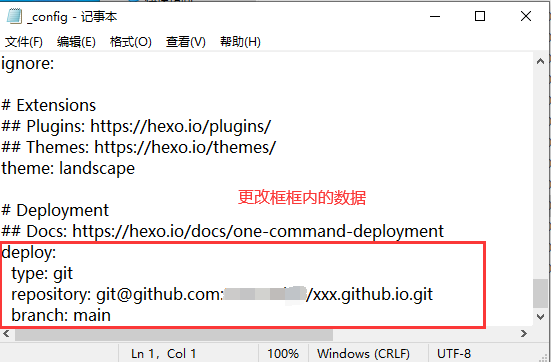 _config - 记事本
文件(F) 编辑(E) 格式(O) 查看(V) 帮助(H)
ignore:
# Extensions
## Plugins: https://hexo.io/plugins/
## Themes: https://hexo.io/themes/
theme: landscape
更改框框内的数据
# Deployment
## Docs: https://hexo.io/docs/one-command-deployment
deploy:
type: git
repository: git@github.com: /xxx.github.io.git
branch: main
Ln 1, Col 1 100% Windows (CRLF) UTF-8